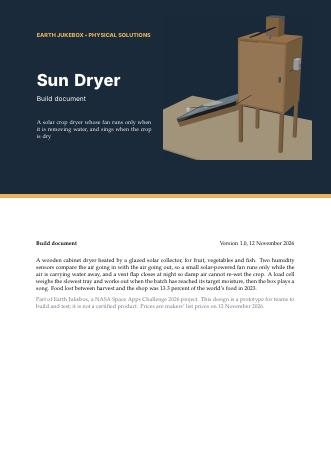 EARTH JUKEBOX • PHYSICAL SOLUTIONS
Sun Dryer
Build document
A solar crop dryer whose fan runs only when
it is removing water, and sings when the crop
is dry
Build document
Version 1.0, 12 November 2026
A wooden cabinet dryer heated by a glazed solar collector, for fruit, vegetables and fish. Two humidity
sensors compare the air going in with the air going out, so a small solar-powered fan runs only while the
air is carrying water away, and a vent flap closes at night so damp air cannot re-wet the crop. A load cell
weighs the slowest tray and works out when the batch has reached its target moisture, then the box plays a
song. Food lost between harvest and the shop was 13.3 percent of the world's food in 2023.
Part of Earth Jukebox, a NASA Space Apps Challenge 2026 project. This design is a prototype for teams to
build and test; it is not a certified product. Prices are makers' list prices on 12 November 2026.